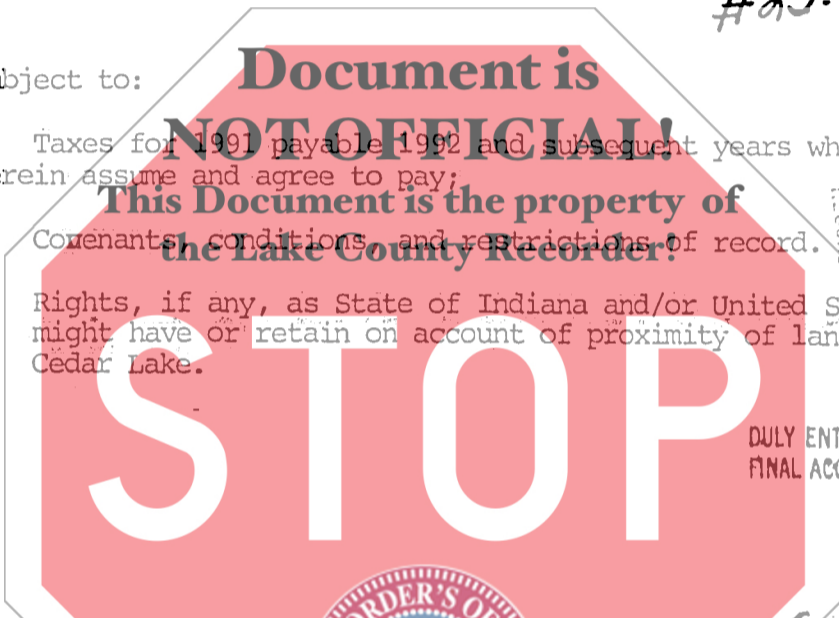 #
bject to:
Document is
NOT OFFICIAL!
Taxes for 1991 payable 1992 and subsequent years wh
rein assume and agree to pay;
This Document is the property of
the Lake County Recorder!
Covenants, conditions, and restrictions of record.
Rights, if any, as State of Indiana and/or United S
might have or retain on account of proximity of lan
Cedar Lake.
STOP
DULY ENT
FINAL ACC
RDER'S OF